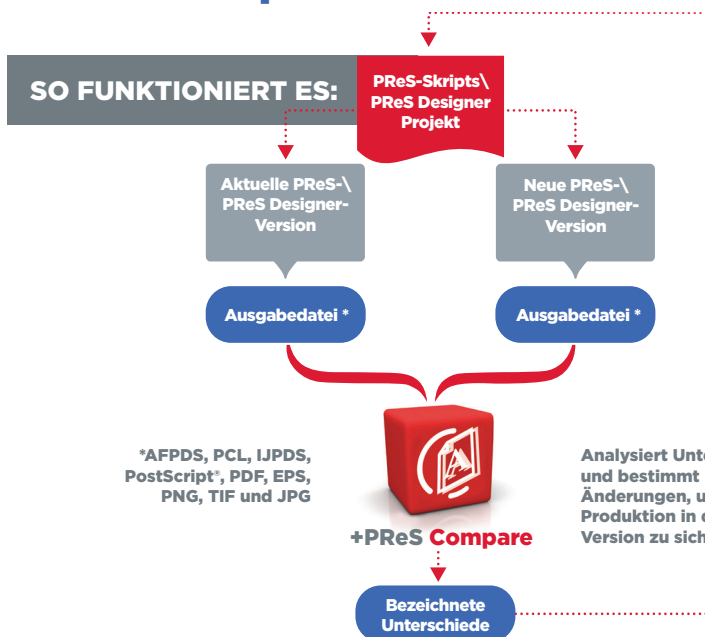 SO FUNKTIONIERT ES:
PReS-Skripts\
PReS Designer
Projekt
Aktuelle PReS-\
PReS Designer-
Version
Neue PReS-\
PReS Designer-
Version
Ausgabedatei *
Ausgabedatei *
*AFPDS, PCL, IJPDS,
PostScript®, PDF, EPS,
PNG, TIF und JPG
+PReS Compare
Analysiert
und bestimmt
Änderungen,
Produktion in
Version zu
Bezeichnete
Unterschiede